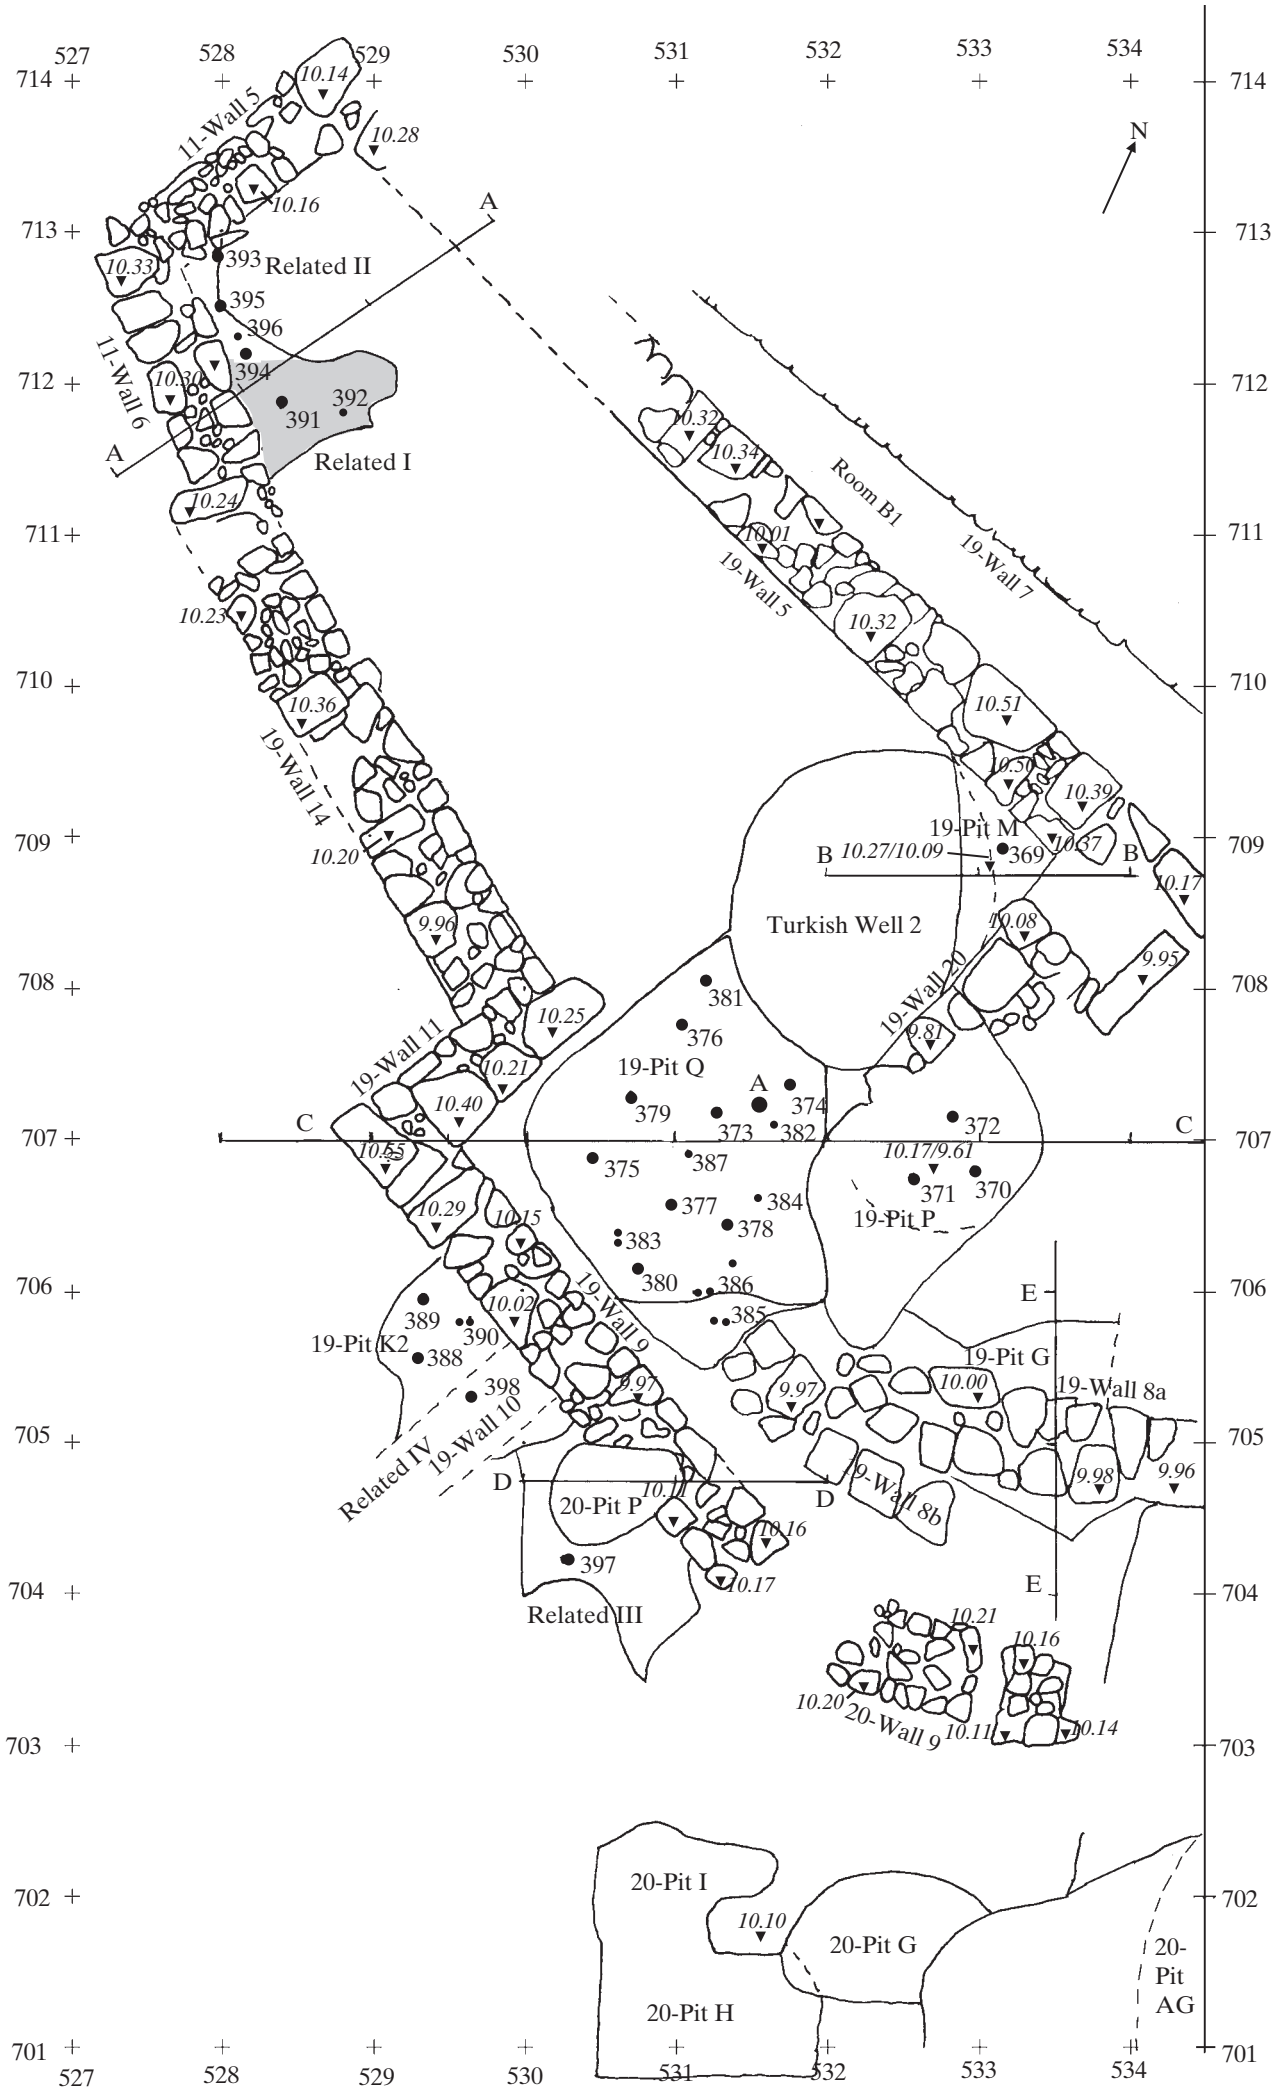 527 528 529 530 531 532 533 534
714 714
10.14
11-Wall 5
10.28
N
10.16
A
713 713
393
Related II
10.33
395
396
11-Wall 6
10.30
394
712 712
392
391
10.32
A
Related I
10.34
10.24
Room B1
711 711
10.01
19-Wall 5
19-Wall 7
10.23
10.32
710 710
10.36
10.51
19-Wall 14
10.50
10.39
709 709
19-Pit M
10.20
B
10.27/10.09
369
10.37
B
10.17
9.96
Turkish Well 2
10.08
708 708
381
19-Wall 20
9.95
10.25
376
9.81
19-Wall 11
10.21
19-Pit Q
A
10.40
379
374
C
373
382
372
C
707 707
10.55
375
387
10.17/9.61
371
370
10.29
10.15
377
384
19-Pit P
383
378
706 706
19-Wall 9
380
386
E
389
390
10.02
385
19-Pit K2
388
19-Pit G
398
9.97
9.97
10.00
19-Wall 8a
19-Wall 10
705 705
Related IV
D
10.11
D
19-Wall 8b
9.98
9.96
20-Pit P
10.16
397
704 704
10.17
E
Related III
10.21
10.16
10.20
20-Wall 9
10.11
10.14
703 703
20-Pit I
702 702
10.10
20-Pit G
20-
Pit
AG
20-Pit H
701 701
527 528 529 530 531 532 533 534